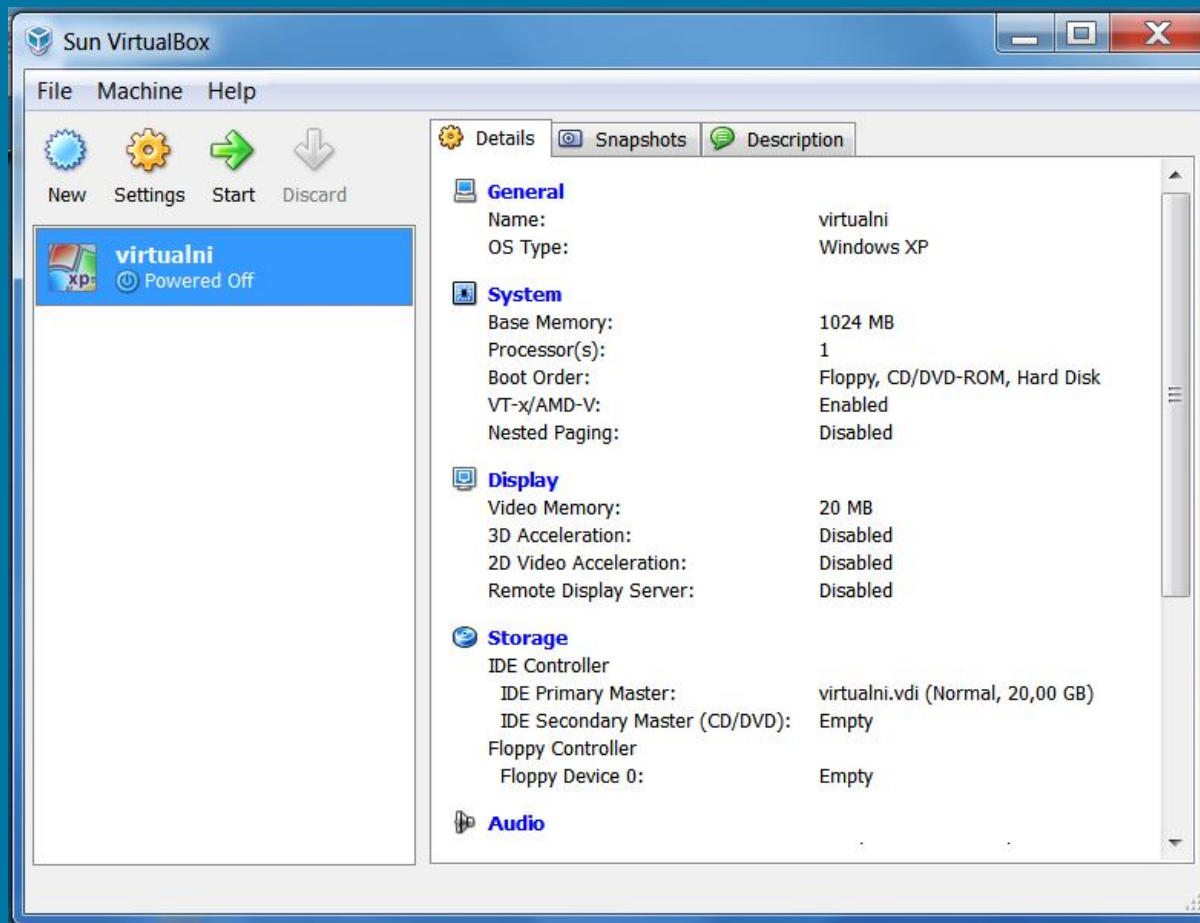 Sun VirtualBox
File Machine Help
New Settings Start Discard
virtualni
Powered Off
Details Snapshots Description
General
Name: virtualni
OS Type: Windows XP
System
Base Memory: 1024 MB
Processor(s): 1
Boot Order: Floppy, CD/DVD-ROM, Hard Disk
VT-x/AMD-V: Enabled
Nested Paging: Disabled
Display
Video Memory: 20 MB
3D Acceleration: Disabled
2D Video Acceleration: Disabled
Remote Display Server: Disabled
Storage
IDE Controller
IDE Primary Master: virtualni.vdi (Normal, 20,00 GB)
IDE Secondary Master (CD/DVD): Empty
Floppy Controller
Floppy Device 0: Empty
Audio